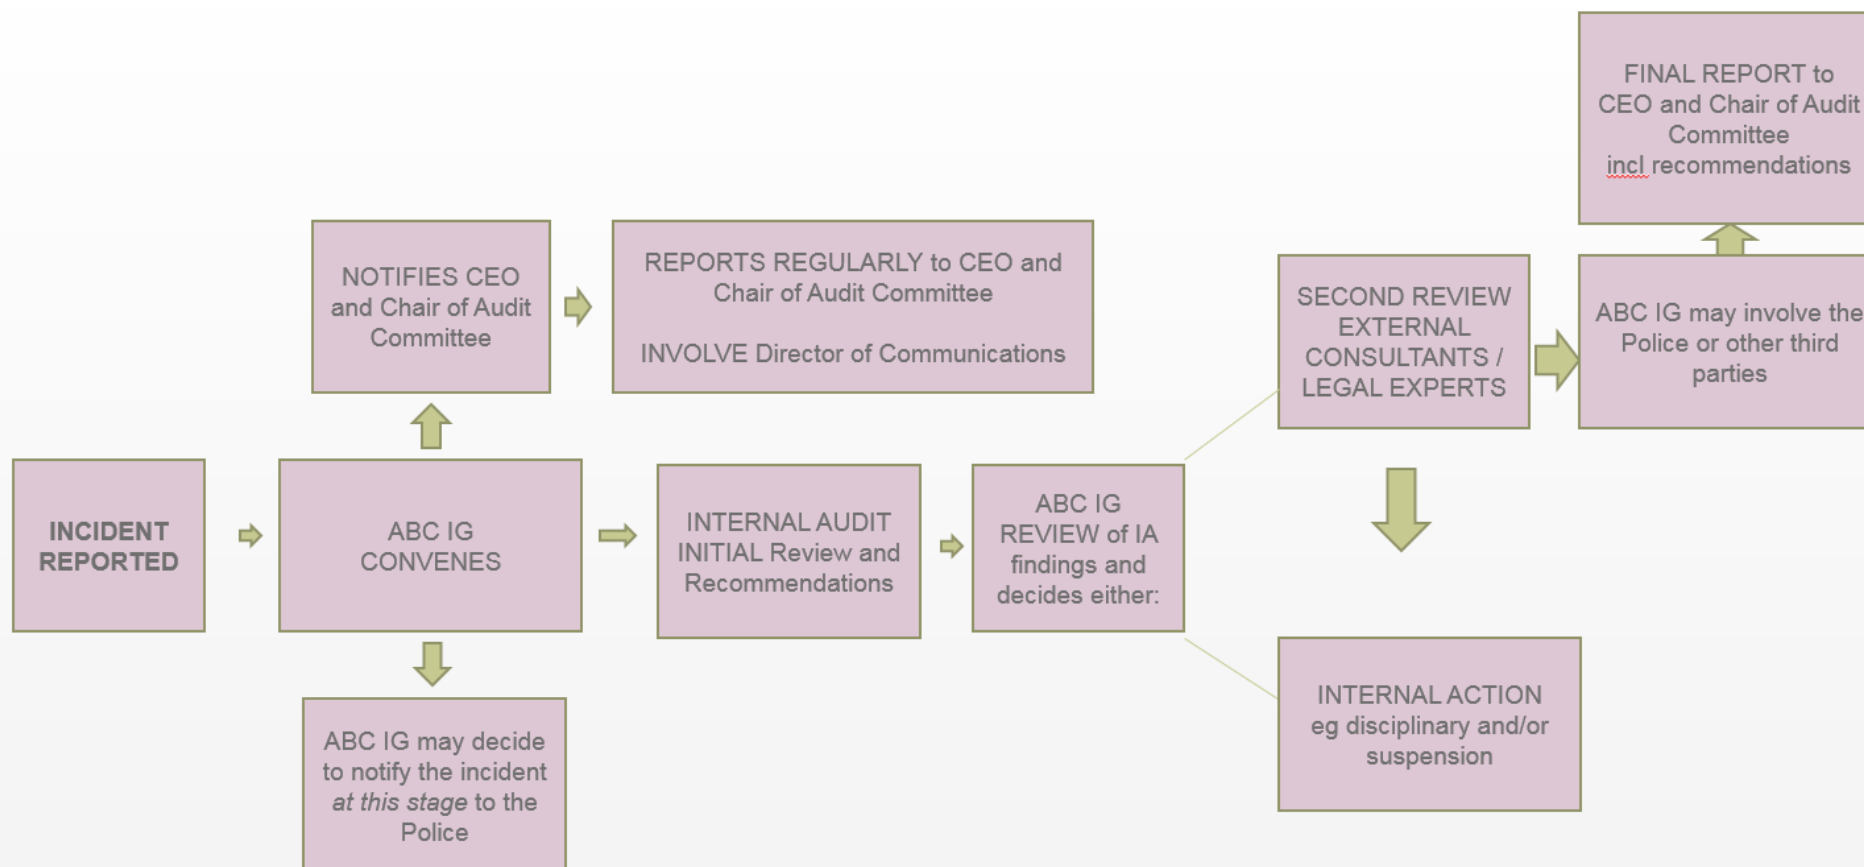 FINAL REPORT to
CEO and Chair of Audit
Committee
incl recommendations
NOTIFIES CEO
and Chair of Audit
Committee
REPORTS REGULARLY to CEO and
Chair of Audit Committee
INVOLVE Director of Communications
SECOND REVIEW
EXTERNAL
CONSULTANTS /
LEGAL EXPERTS
ABC IG may involve the
Police or other third
parties
INCIDENT
REPORTED
ABC IG
CONVENES
INTERNAL AUDIT
INITIAL Review and
Recommendations
ABC IG
REVIEW of IA
findings and
decides either:
INTERNAL ACTION
eg disciplinary and/or
suspension
ABC IG may decide
to notify the incident
at this stage to the
Police